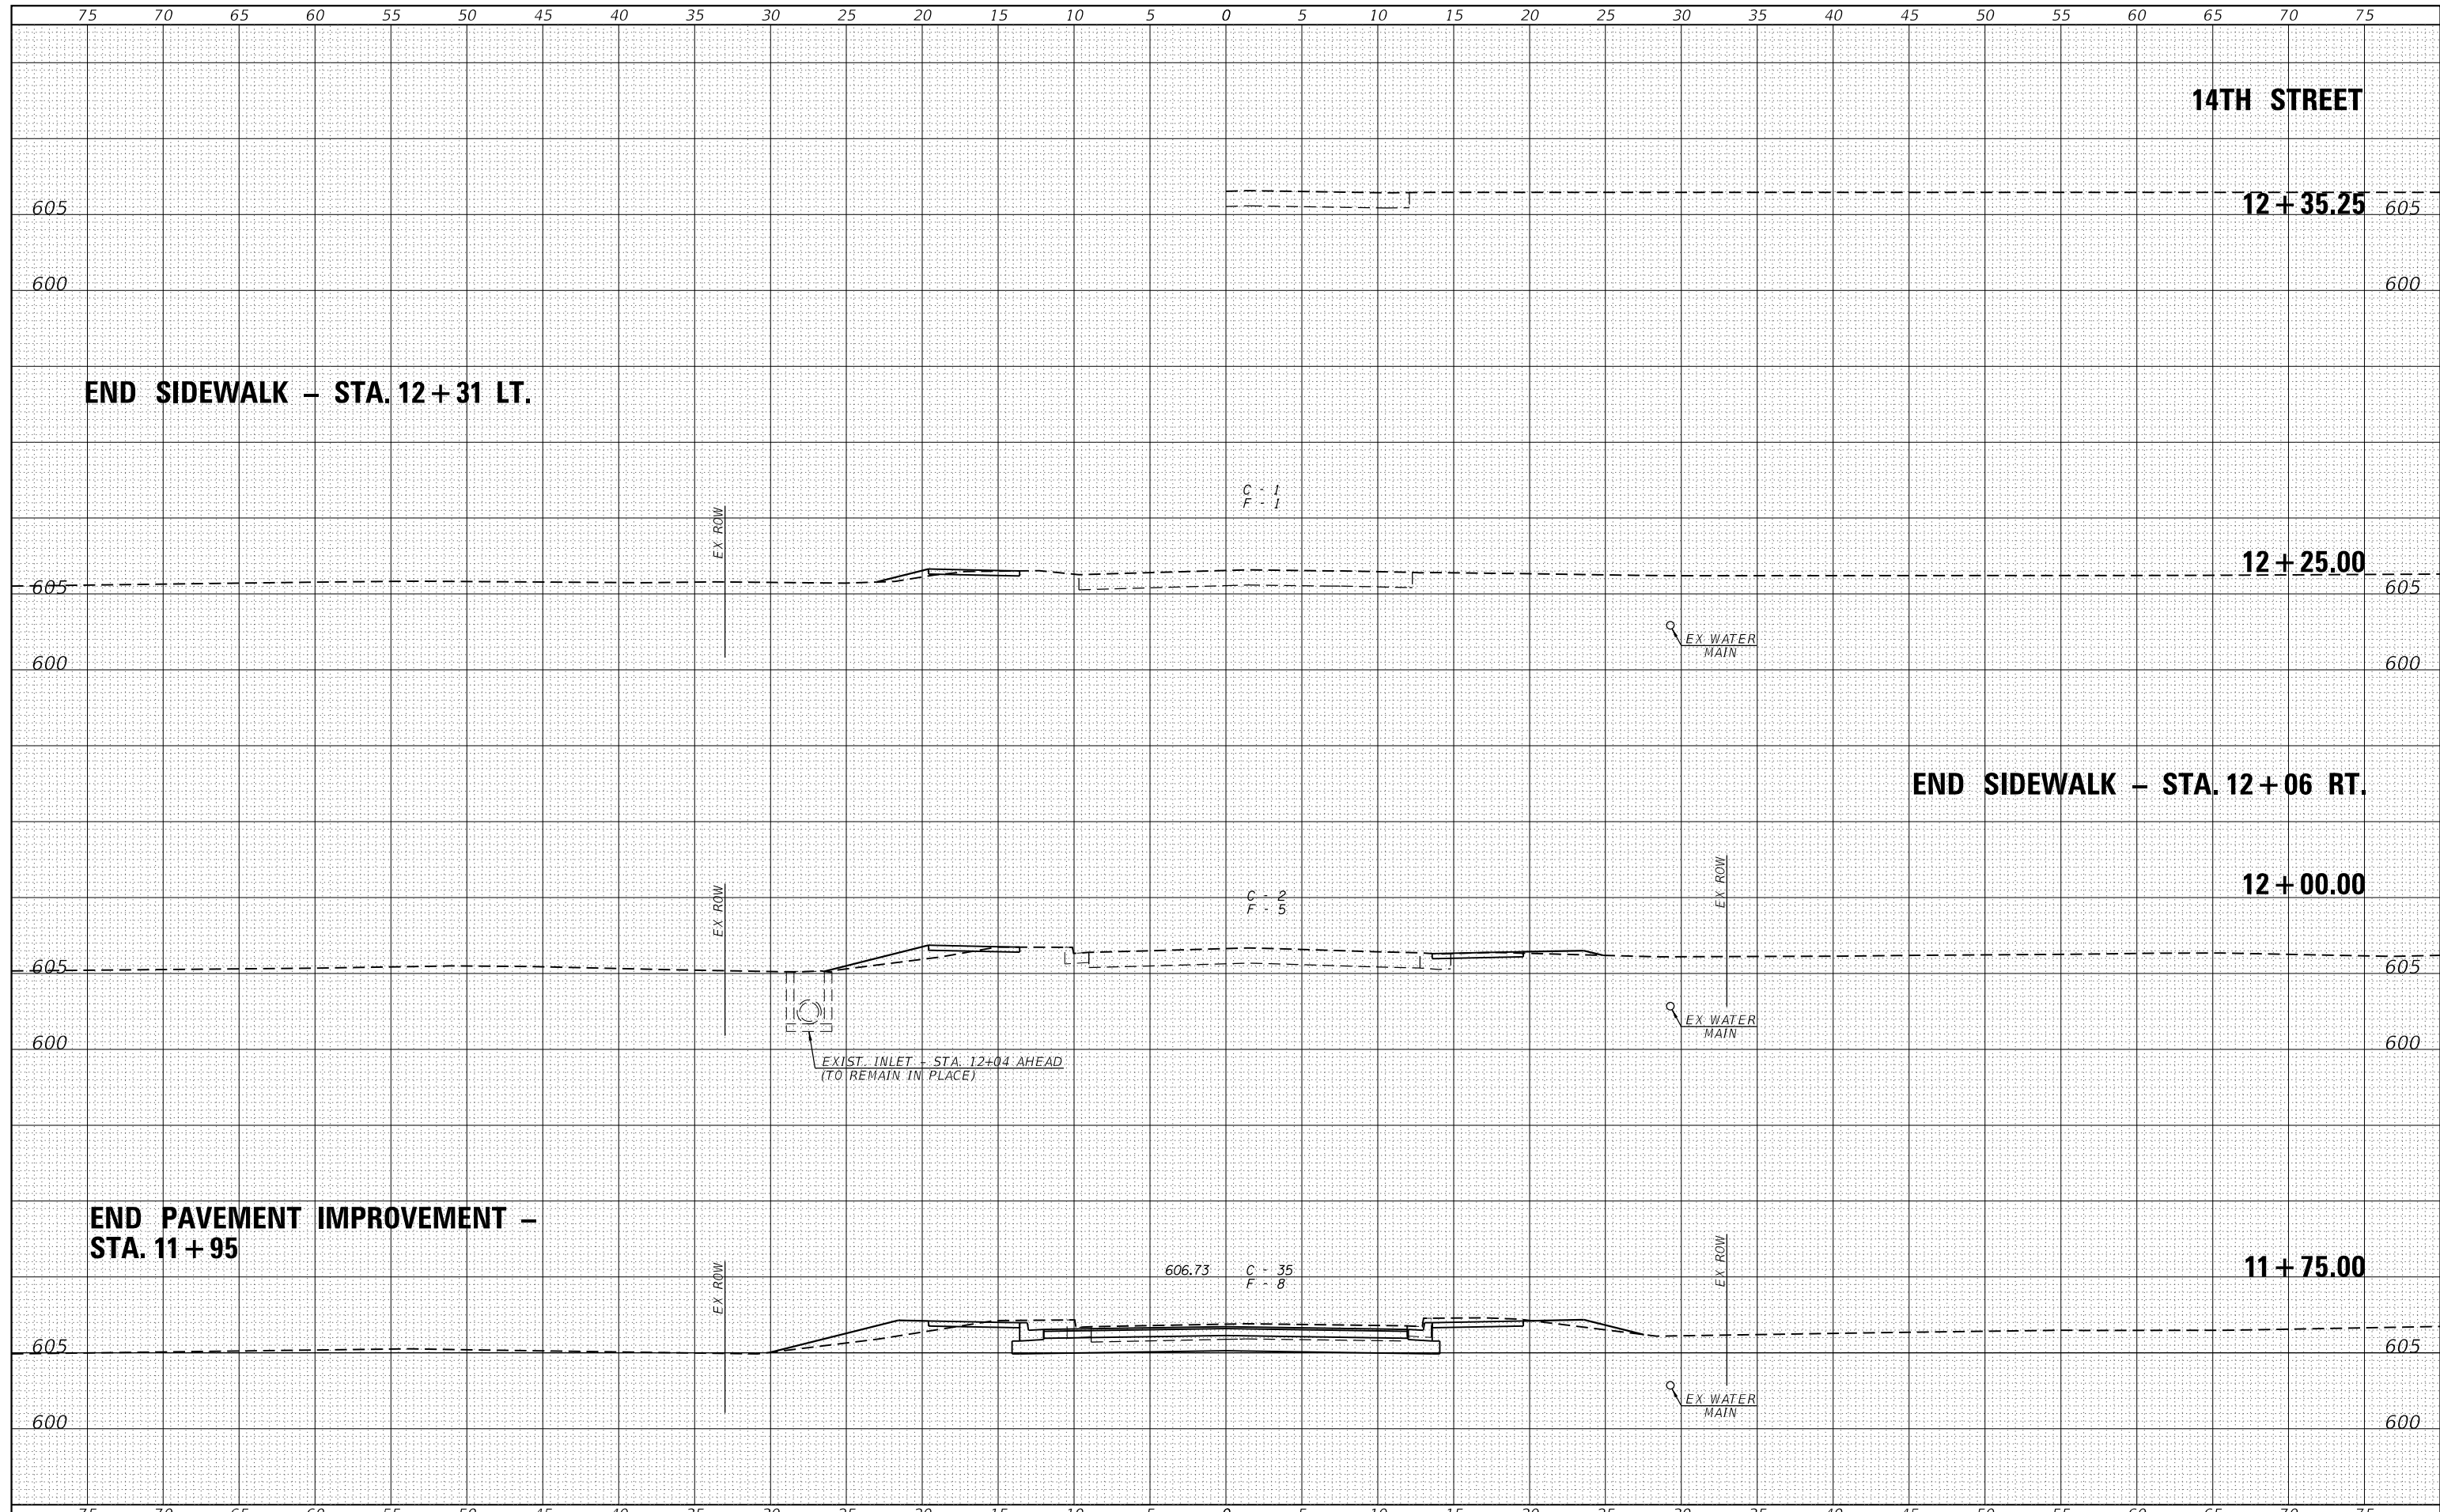 75 70 65 60 55 50 45 40 35 30 25 20 15 10 5 0 5 10 15 20 25 30 35 40 45 50 55 60 65 70 75
14TH STREET
605 12+35.25 605
600 600
END SIDEWALK – STA. 12+31 LT.
C - 1
F - 1
EX ROW
12+25.00
605 605
EX WATER
MAIN
600 600
END SIDEWALK – STA. 12+06 RT.
EX ROW
EX ROW
12+00.00
C - 2
F - 5
605 605
EX WATER
MAIN
600 600
EXIST. INLET - STA. 12+04 AHEAD
(TO REMAIN IN PLACE)
END PAVEMENT IMPROVEMENT –
STA. 11+95
EX ROW
EX ROW
606.73 C - 35
F - 8
11+75.00
605 605
EX WATER
MAIN
600 600
75 70 65 60 55 50 45 40 35 30 25 20 15 10 5 0 5 10 15 20 25 30 35 40 45 50 55 60 65 70 75